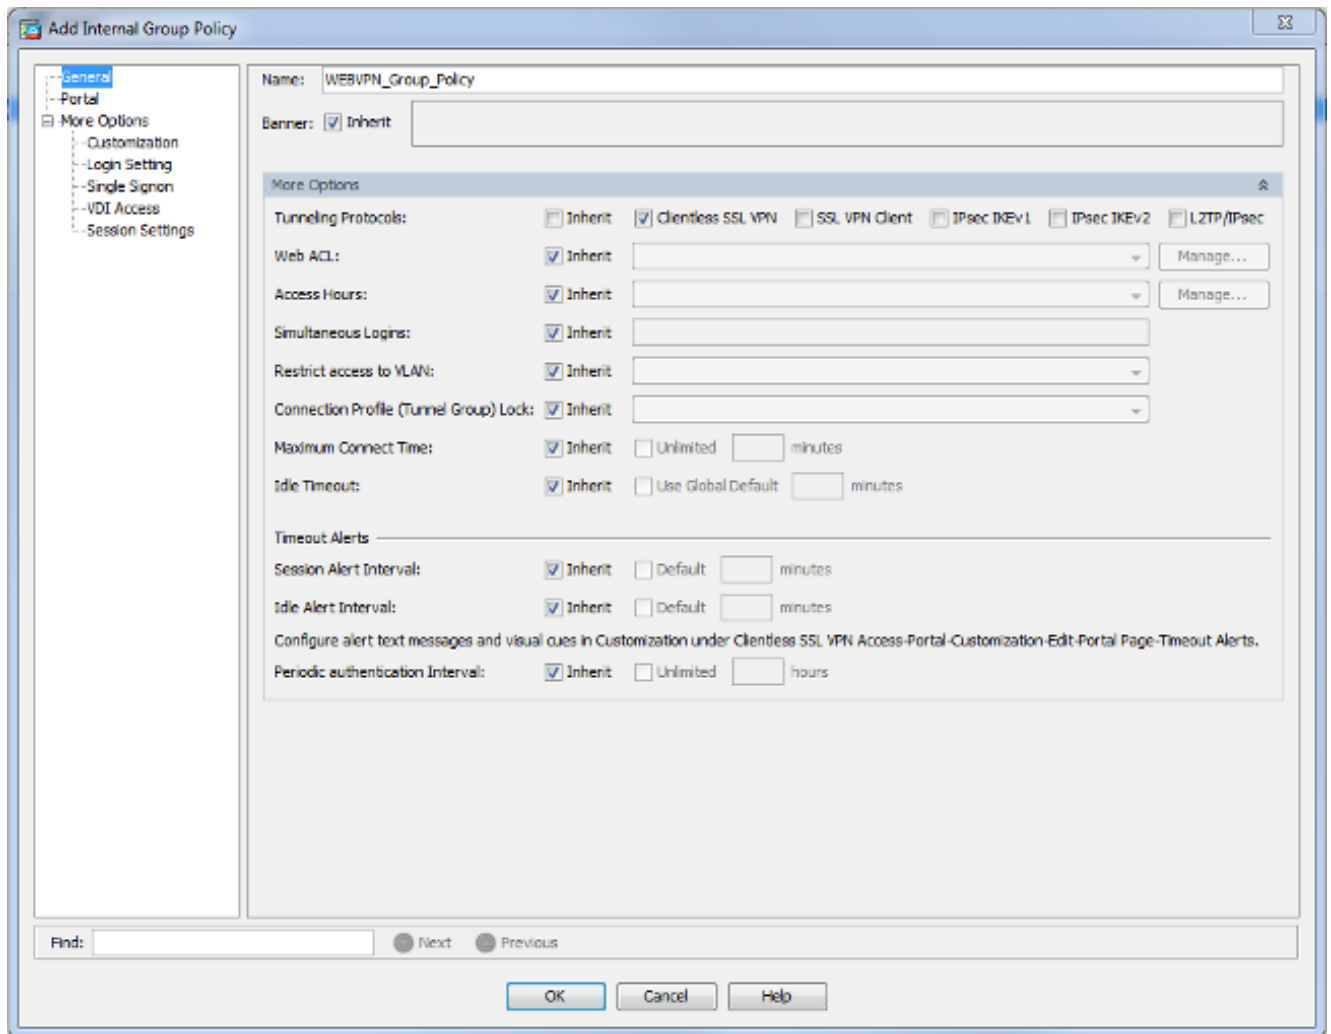 Add Internal Group Policy
General
Portal
More Options
Customization
Login Setting
Single Signon
VDI Access
Session Settings
Name: WEBVPN_Group_Policy
Banner: Inherit
More Options
Tunneling Protocols: Inherit Clientless SSL VPN SSL VPN Client IPsec IKEv1 IPsec IKEv2 L2TP/IPsec
Web ACL: Inherit Manage...
Access Hours: Inherit Manage...
Simultaneous Logins: Inherit
Restrict access to VLAN: Inherit
Connection Profile (Tunnel Group) Lock: Inherit
Maximum Connect Time: Inherit Unlimited minutes
Idle Timeout: Inherit Use Global Default minutes
Timeout Alerts
Session Alert Interval: Inherit Default minutes
Idle Alert Interval: Inherit Default minutes
Configure alert text messages and visual cues in Customization under Clientless SSL VPN Access-Portal-Customization-Edit-Portal Page-Timeout Alerts.
Periodic authentication Interval: Inherit Unlimited hours
Find: Next Previous
OK Cancel Help